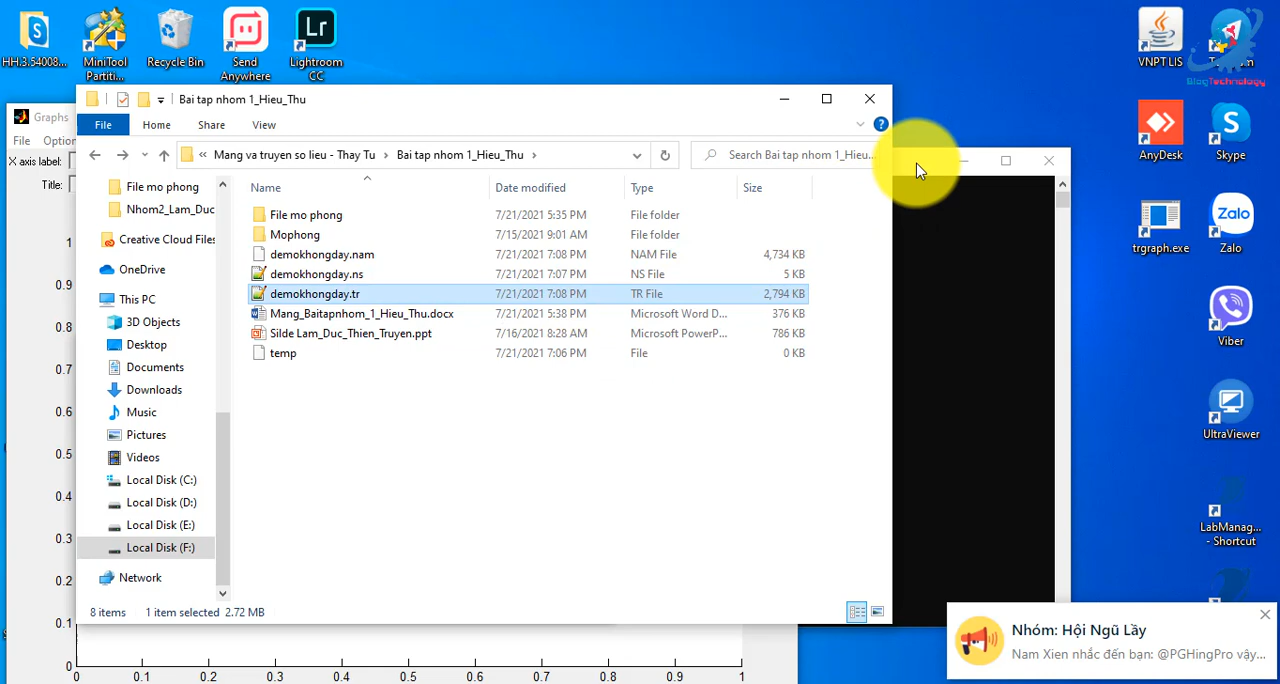 HH.3.54008...
MiniTool Partiti...
Recycle Bin
Send Anywhere
Lightroom CC
Lr
VNPT LIS
BlogTechnology
Graphs
File
X axis label:
Title:
1
0.9
0.8
0.7
0.6
0.5
0.4
0.3
0.2
0.1
0
0 0.1 0.2 0.3 0.4 0.5 0.6 0.7 0.8 0.9 1
Bai tap nhom 1_Hieu_Thu
File Home Share View
« Mang va truyen so lieu - Thay Tu › Bai tap nhom 1_Hieu_Thu ›
Search Bai tap nhom 1_Hieu...
File mo phong
Nhom2_Lam_Duc
Creative Cloud Files
OneDrive
This PC
3D Objects
Desktop
Documents
Downloads
Music
Pictures
Videos
Local Disk (C:)
Local Disk (D:)
Local Disk (E:)
Local Disk (F:)
Network
Name Date modified Type Size
File mo phong 7/21/2021 5:35 PM File folder
Mophong 7/15/2021 9:01 AM File folder
demokhongday.nam 7/21/2021 7:08 PM NAM File 4,734 KB
demokhongday.ns 7/21/2021 7:07 PM NS File 5 KB
demokhongday.tr 7/21/2021 7:08 PM TR File 2,794 KB
Mang_Baitapnhom_1_Hieu_Thu.docx 7/21/2021 5:38 PM Microsoft Word D... 376 KB
Silde Lam_Duc_Thien_Truyen.ppt 7/16/2021 8:28 AM Microsoft PowerP... 786 KB
temp 7/21/2021 7:06 PM File 0 KB
8 items 1 item selected 2.72 MB
AnyDesk
Skype
trgraph.exe
Zalo
Zalo
Viber
UltraViewer
LabManag...
- Shortcut
Nhóm: Hội Ngũ Lầy
Nam Xien nhắc đến bạn: @PGHingPro vậy...